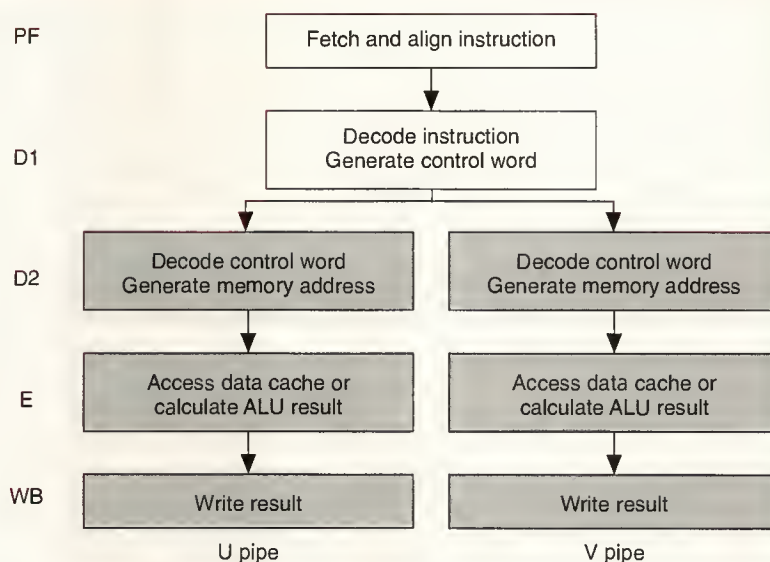 PF
Fetch and align instruction
D1
Decode instruction
Generate control word
D2
Decode control word
Generate memory address
Decode control word
Generate memory address
E
Access data cache or
calculate ALU result
Access data cache or
calculate ALU result
WB
Write result
Write result
U pipe
V pipe